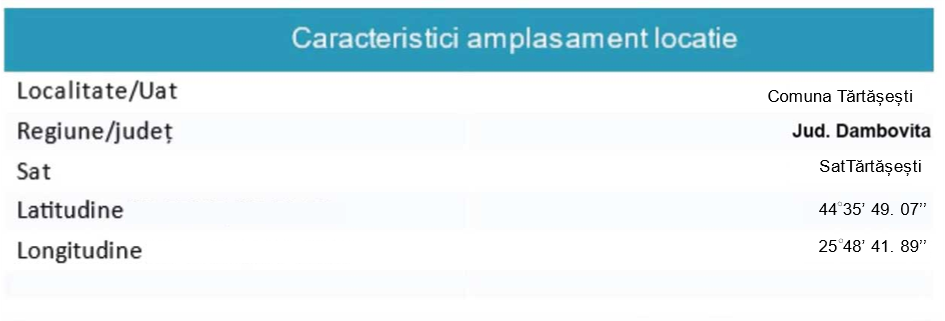 Caracteristici amplasament locatie
Localitate/Uat Comuna Tărtășești
Regiune/județ Jud. Dambovita
Sat SatTărtășești
Latitudine 44°35’ 49. 07’’
Longitudine 25°48’ 41. 89’’